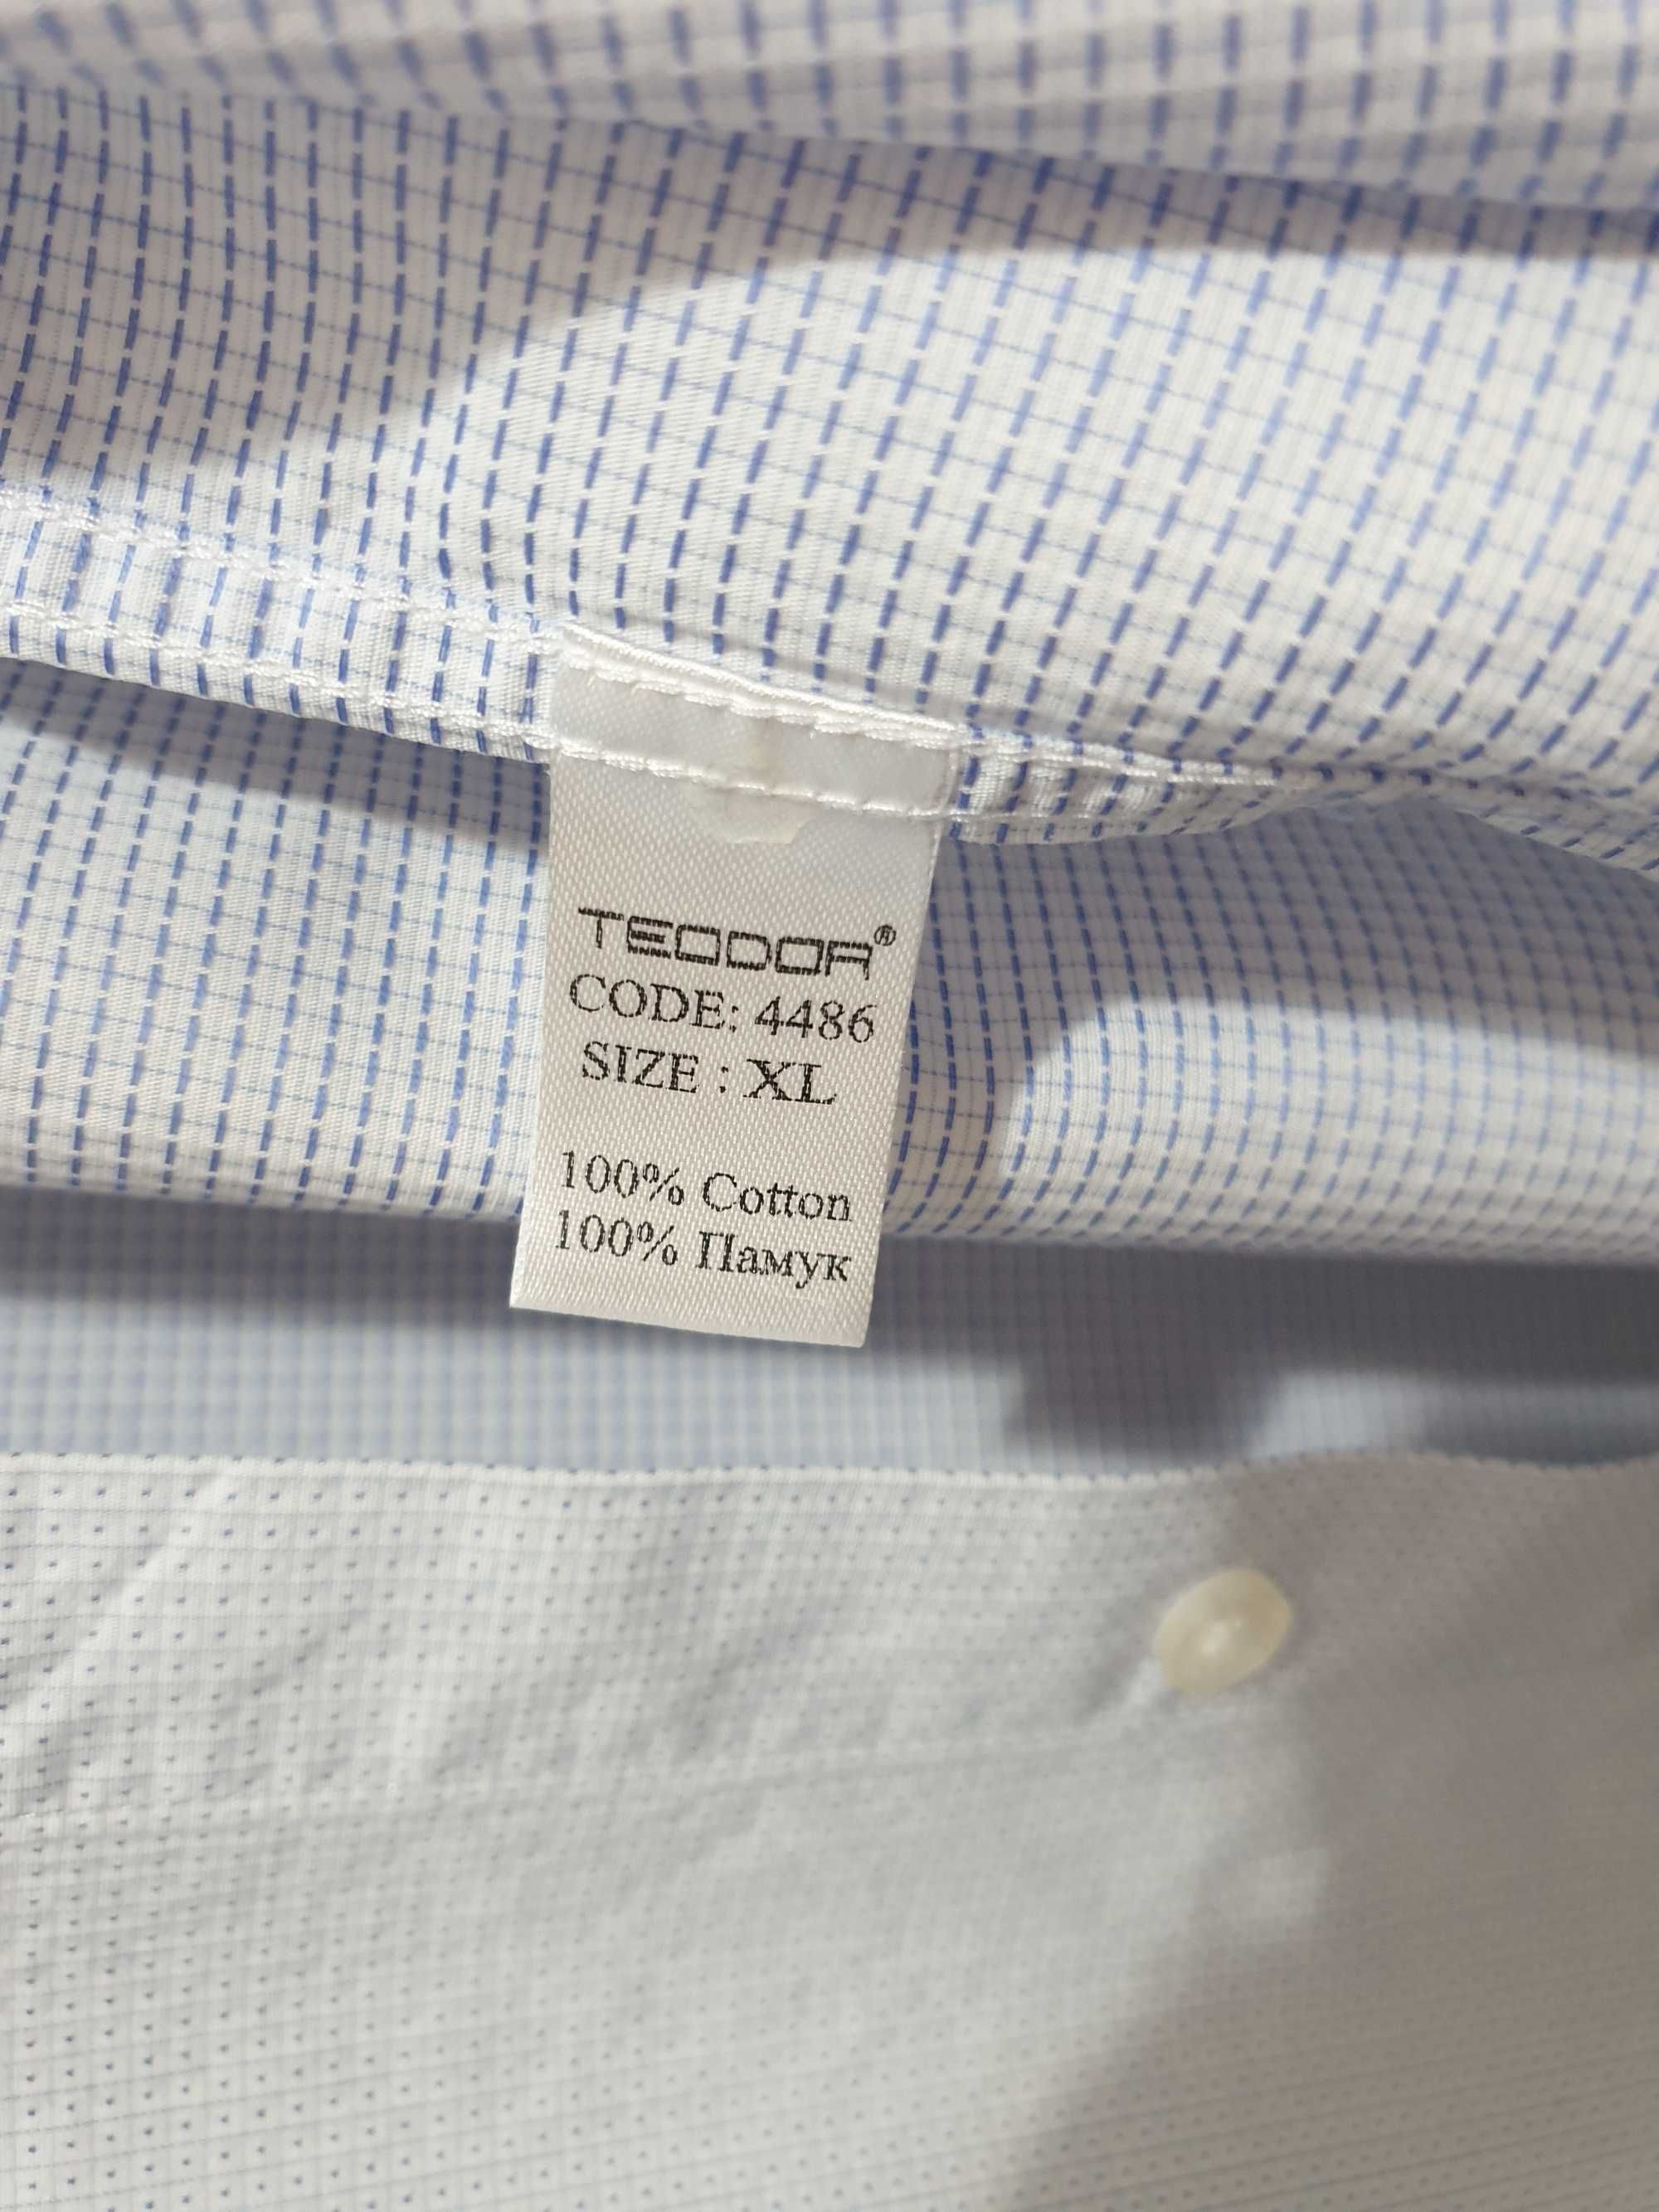 TEODOR®
CODE: 4486
SIZE : XL
100% Cotton
100% Памук